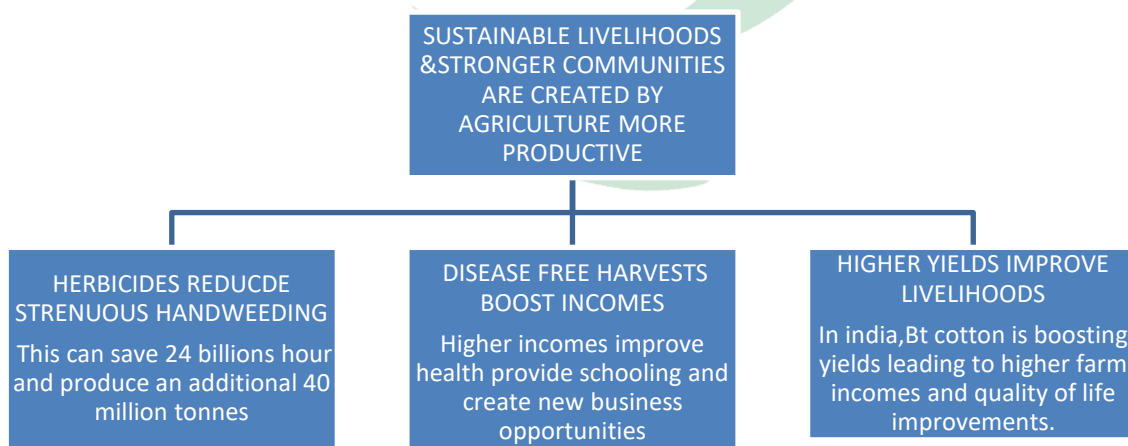 SUSTAINABLE LIVELIHOODS
&STRONGER COMMUNITIES
ARE CREATED BY
AGRICULTURE MORE
PRODUCTIVE
HERBICIDES REDUCDE
STRENUOUS HANDWEEDING
This can save 24 billions hour
and produce an additional 40
million tonnes
DISEASE FREE HARVESTS
BOOST INCOMES
Higher incomes improve
health provide schooling and
create new business
opportunities
HIGHER YIELDS IMPROVE
LIVELIHOODS
In india,Bt cotton is boosting
yields leading to higher farm
incomes and quality of life
improvements.